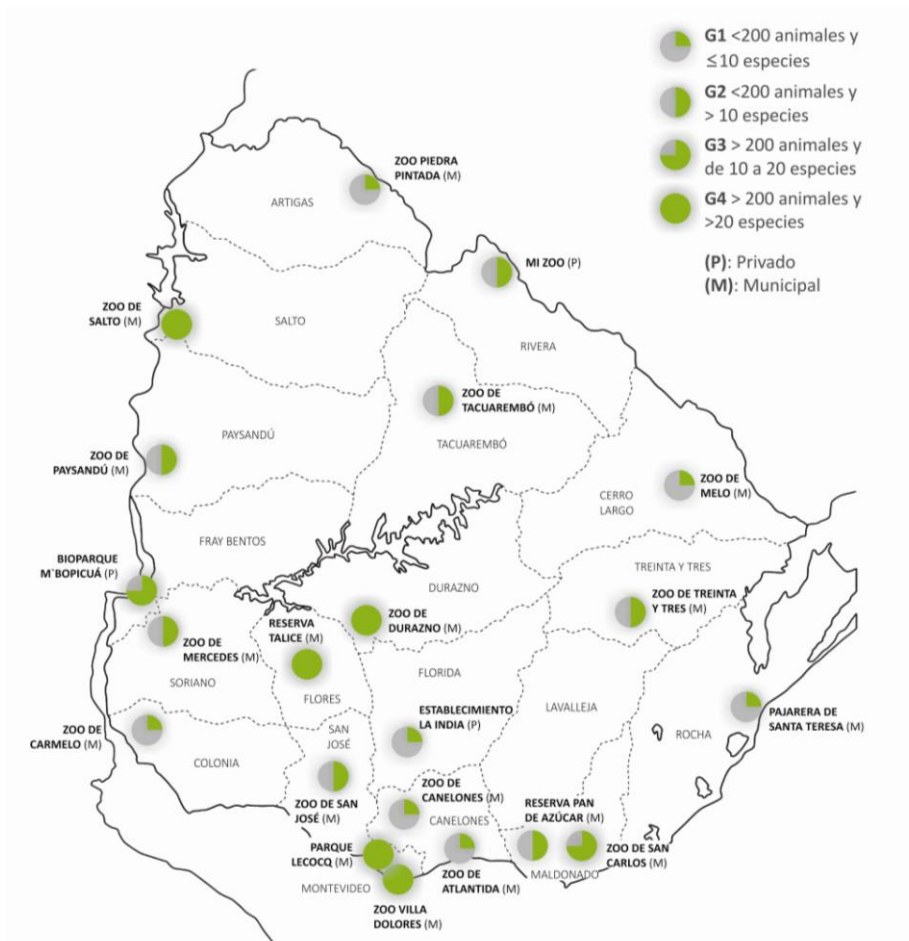 G1 <200 animales y
≤10 especies
G2 <200 animales y
> 10 especies
G3 > 200 animales y
de 10 a 20 especies
G4 > 200 animales y
>20 especies
(P): Privado
(M): Municipal
ZOO PIEDRA
PINTADA (M)
ARTIGAS
MI ZOO (P)
ZOO DE
SALTO (M)
SALTO
RIVERA
ZOO DE
TACUAREMBÓ (M)
PAYSANDÚ
TACUAREMBÓ
ZOO DE
PAYSANDÚ (M)
ZOO DE
MELO (M)
CERRO
LARGO
FRAY BENTOS
BIOPARQUE
M`BOPICUÁ (P)
TREINTA Y TRES
DURAZNO
ZOO DE TREINTA
Y TRES (M)
RESERVA
TALICE (M)
ZOO DE
DURAZNO (M)
ZOO DE
MERCEDES (M)
SORIANO
FLORES
FLORIDA
LAVALLEJA
ESTABLECIMIENTO
LA INDIA (P)
PAJARERA DE
SANTA TERESA (M)
ROCHA
ZOO DE
CARMELO (M)
SAN
JOSÉ
COLONIA
ZOO DE
CANELONES (M)
ZOO DE SAN
JOSÉ (M)
RESERVA PAN
DE AZÚCAR (M)
CANELONES
PARQUE
LECOCQ (M)
ZOO DE SAN
CARLOS (M)
ZOO DE
ATLANTIDA (M)
MALDONADO
MONTEVIDEO
ZOO VILLA
DOLORES (M)